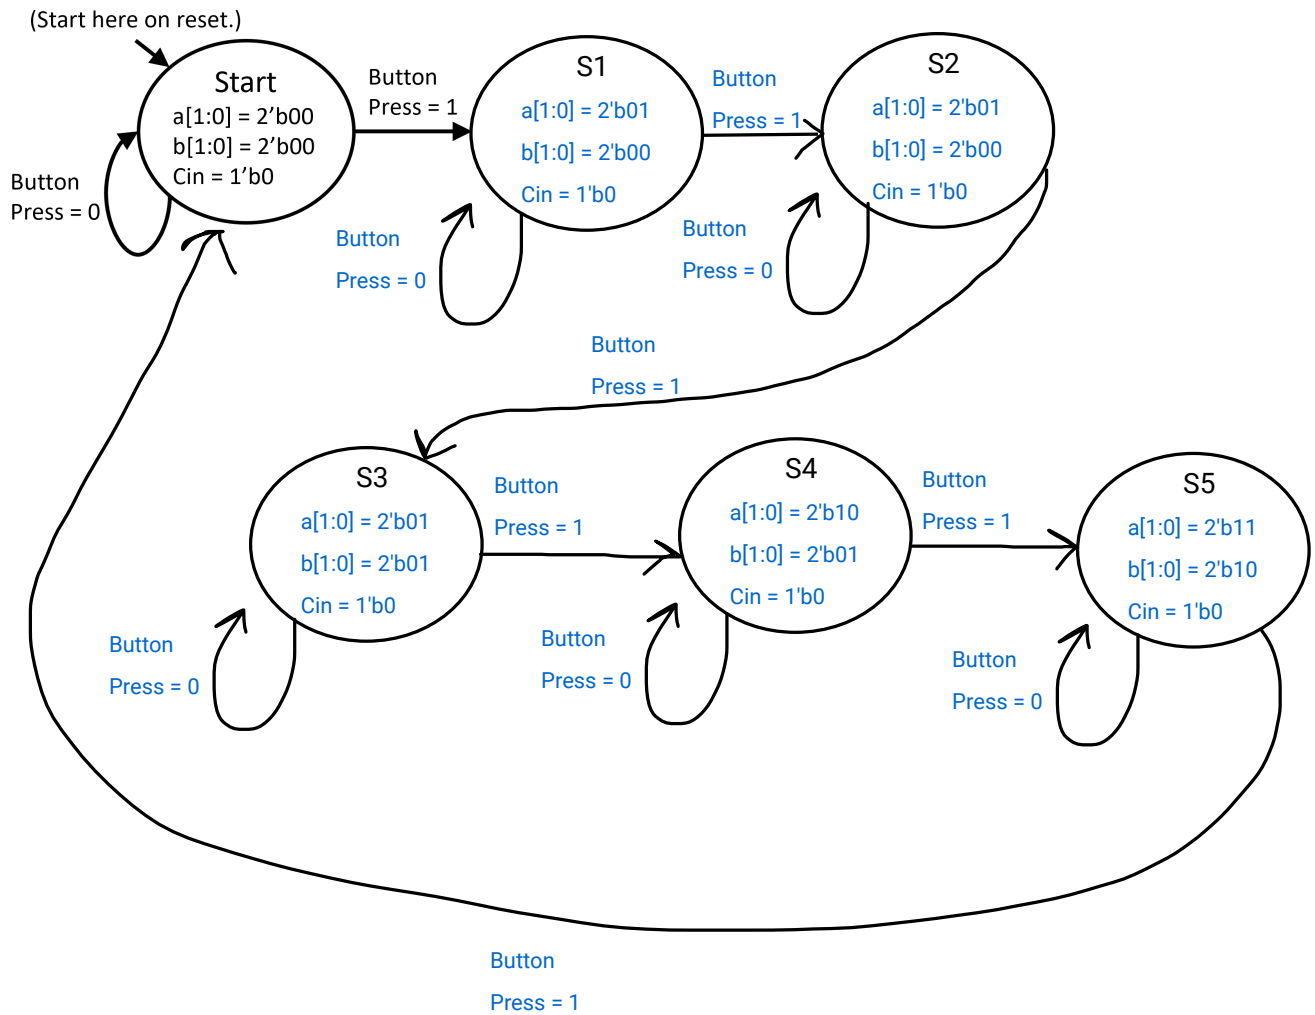 (Start here on reset.)
Start
a[1:0] = 2’b00
b[1:0] = 2’b00
Cin = 1’b0
Button
Press = 0
Button
Press = 1
S1
a[1:0] = 2'b01
b[1:0] = 2'b00
Cin = 1'b0
Button
Press = 0
Button
Press = 1
S2
a[1:0] = 2'b01
b[1:0] = 2'b00
Cin = 1'b0
Button
Press = 0
Button
Press = 1
S3
a[1:0] = 2'b01
b[1:0] = 2'b01
Cin = 1'b0
Button
Press = 0
Button
Press = 1
S4
a[1:0] = 2'b10
b[1:0] = 2'b01
Cin = 1'b0
Button
Press = 0
Button
Press = 1
S5
a[1:0] = 2'b11
b[1:0] = 2'b10
Cin = 1'b0
Button
Press = 0
Button
Press = 1